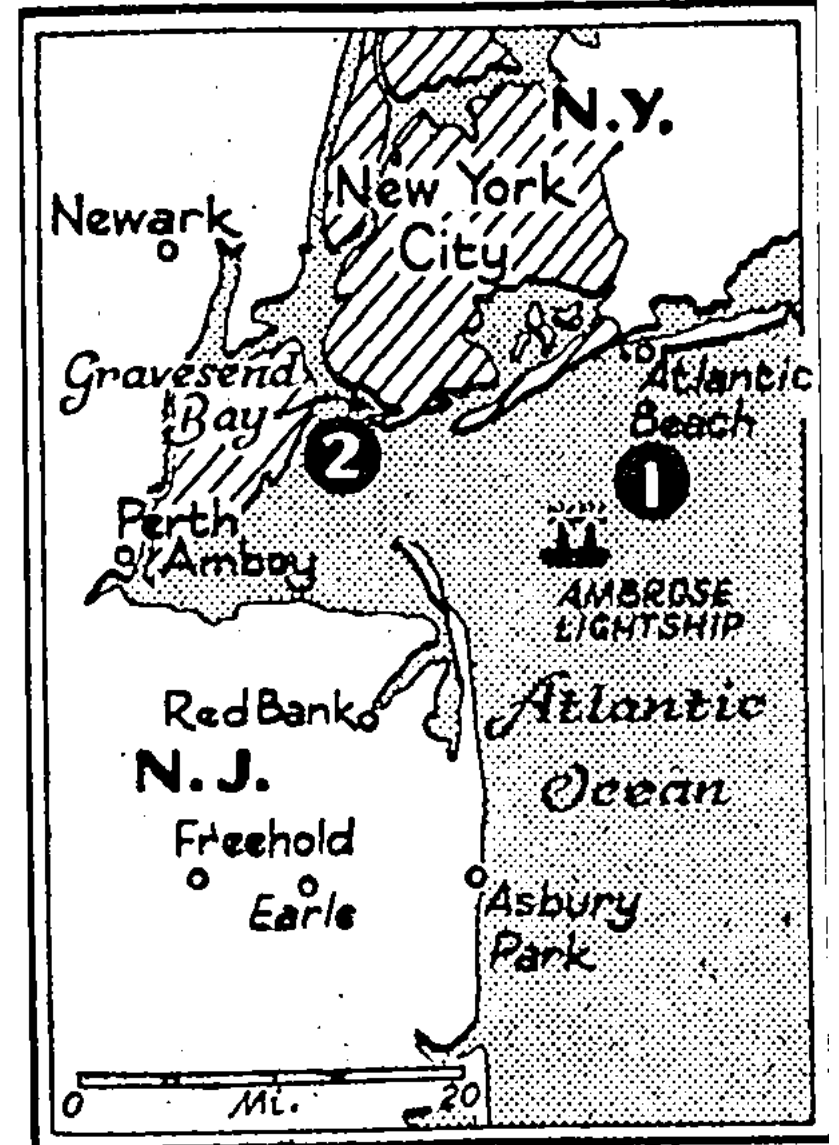 N.Y.
New York
City
Newark
Gravesend
Bay
Atlantic
Beach
2
1
Perth
Amboy
AMBROSE
LIGHTSHIP
Red Bank
Atlantic
Ocean
N.J.
Freehold
Earle
Asbury
Park
0 Mi. 20